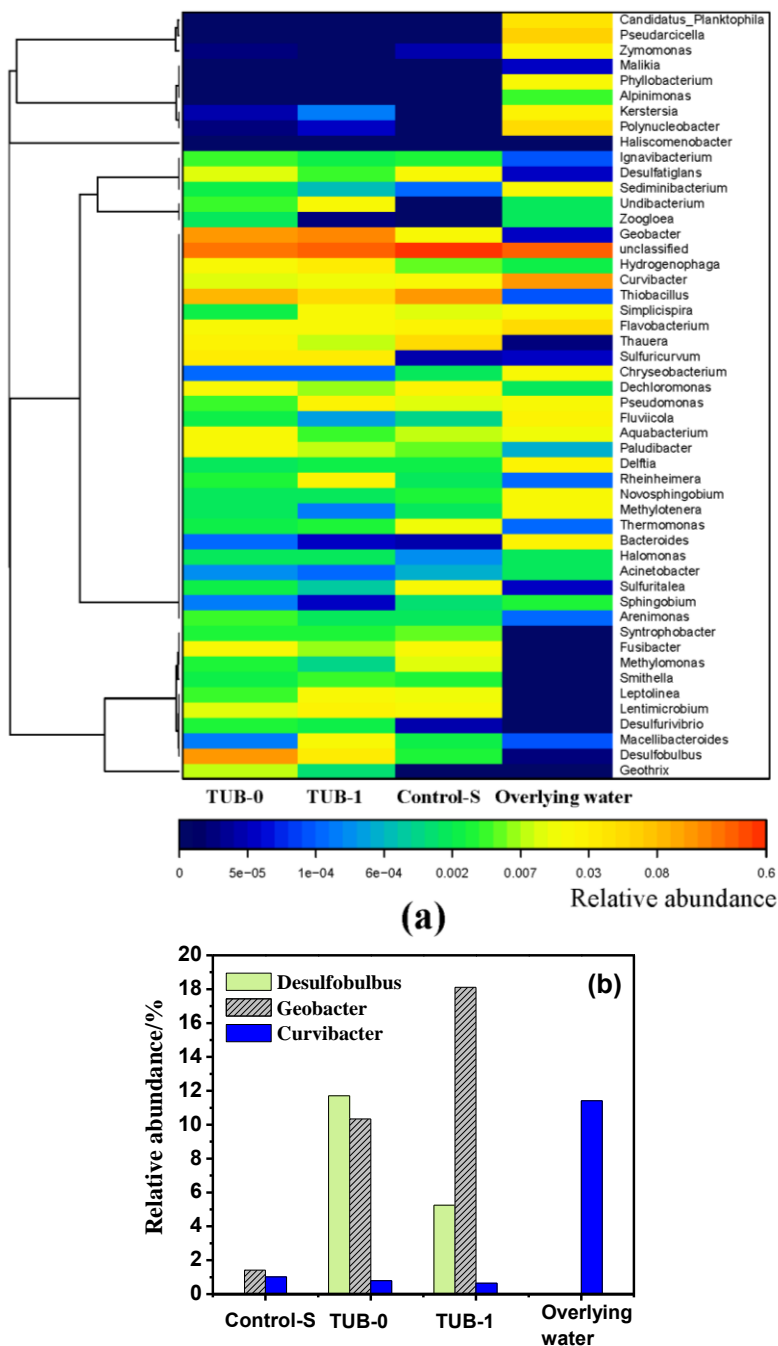 Candidatus_Planktophila
Pseudarcicella
Zymomonas
Malikia
Phyllobacterium
Alpinimonas
Kerstersia
Polynucleobacter
Haliscomenobacter
Ignavibacterium
Desulfatiglans
Sediminibacterium
Undibacterium
Zoogloea
Geobacter
unclassified
Hydrogenophaga
Curvibacter
Thiobacillus
Simplicispira
Flavobacterium
Thauera
Sulfuricurvum
Chryseobacterium
Dechloromonas
Pseudomonas
Fluviicola
Aquabacterium
Paludibacter
Delftia
Rheinheimera
Novosphingobium
Methylotenera
Thermomonas
Bacteroides
Halomonas
Acinetobacter
Sulfuritalea
Sphingobium
Arenimonas
Syntrophobacter
Fusibacter
Methylomonas
Smithella
Leptolinea
Lentimicrobium
Desulfurivibrio
Macellibacteroides
Desulfobulbus
Geothrix
TUB-0 TUB-1 Control-S Overlying water
0 5e−05 1e−04 6e−04 0.002 0.007 0.03 0.08 0.6
Relative abundance
(a)
20
18
16
14
12
10
8
6
4
2
0
Relative abundance/%
Desulfobulbus
Geobacter
Curvibacter
(b)
Control-S TUB-0 TUB-1 Overlying
water